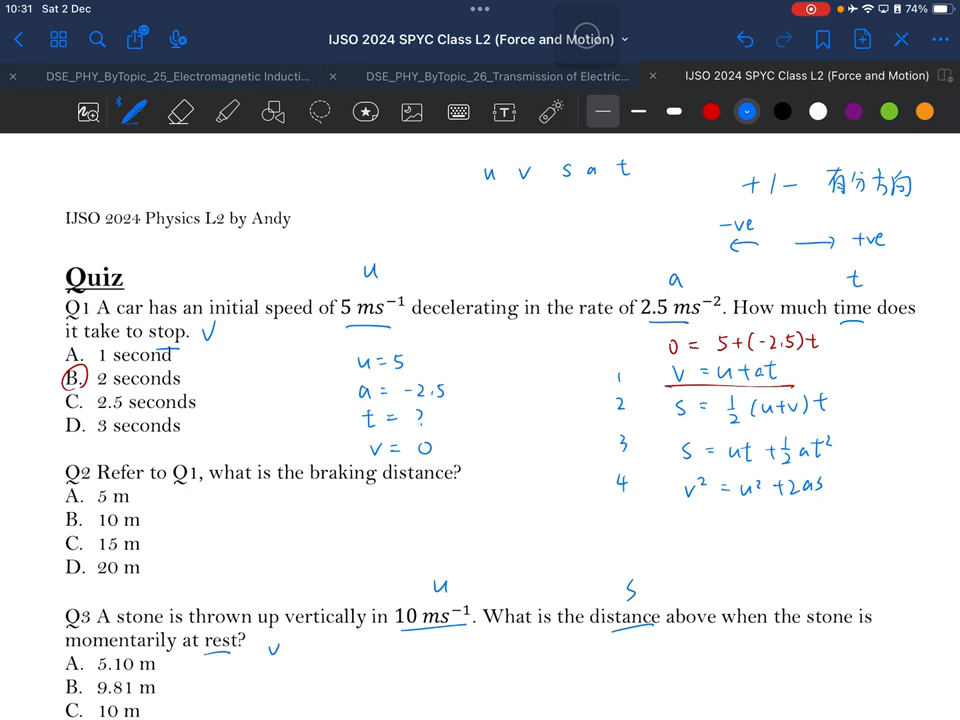 10:31 Sat 2 Dec
74%
IJSO 2024 SPYC Class L2 (Force and Motion)
DSE_PHY_ByTopic_25_Electromagnetic Inducti...
DSE_PHY_ByTopic_26_Transmission of Electric...
IJSO 2024 SPYC Class L2 (Force and Motion)
u v s a t
+/- 有分方向
-ve ← → +ve
IJSO 2024 Physics L2 by Andy
Quiz
u a t
Q1 A car has an initial speed of 5 ms⁻¹ decelerating in the rate of 2.5 ms⁻². How much time does
it take to stop. v
A. 1 second
B. 2 seconds
C. 2.5 seconds
D. 3 seconds
u = 5
a = -2.5
t = ?
v = 0
0 = 5+(-2.5)t
1 v = u+at
2 s = ½ (u+v) t
3 s = ut + ½ at²
4 v² = u² + 2as
Q2 Refer to Q1, what is the braking distance?
A. 5 m
B. 10 m
C. 15 m
D. 20 m
u s
Q3 A stone is thrown up vertically in 10 ms⁻¹. What is the distance above when the stone is
momentarily at rest? v
A. 5.10 m
B. 9.81 m
C. 10 m